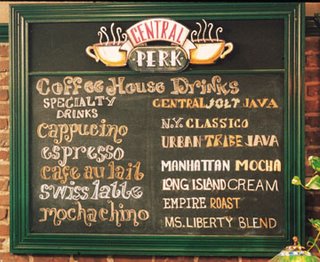 CENTRAL
PERK
Coffee House Drinks
SPECIALTY
DRINKS
cappucino
espresso
cafe au lait
swiss latte
mochachino
CENTRAL JOLT JAVA
N.Y. CLASSICO
URBAN TRIBE JAVA
MANHATTAN MOCHA
LONG ISLAND CREAM
EMPIRE ROAST
MS. LIBERTY BLEND